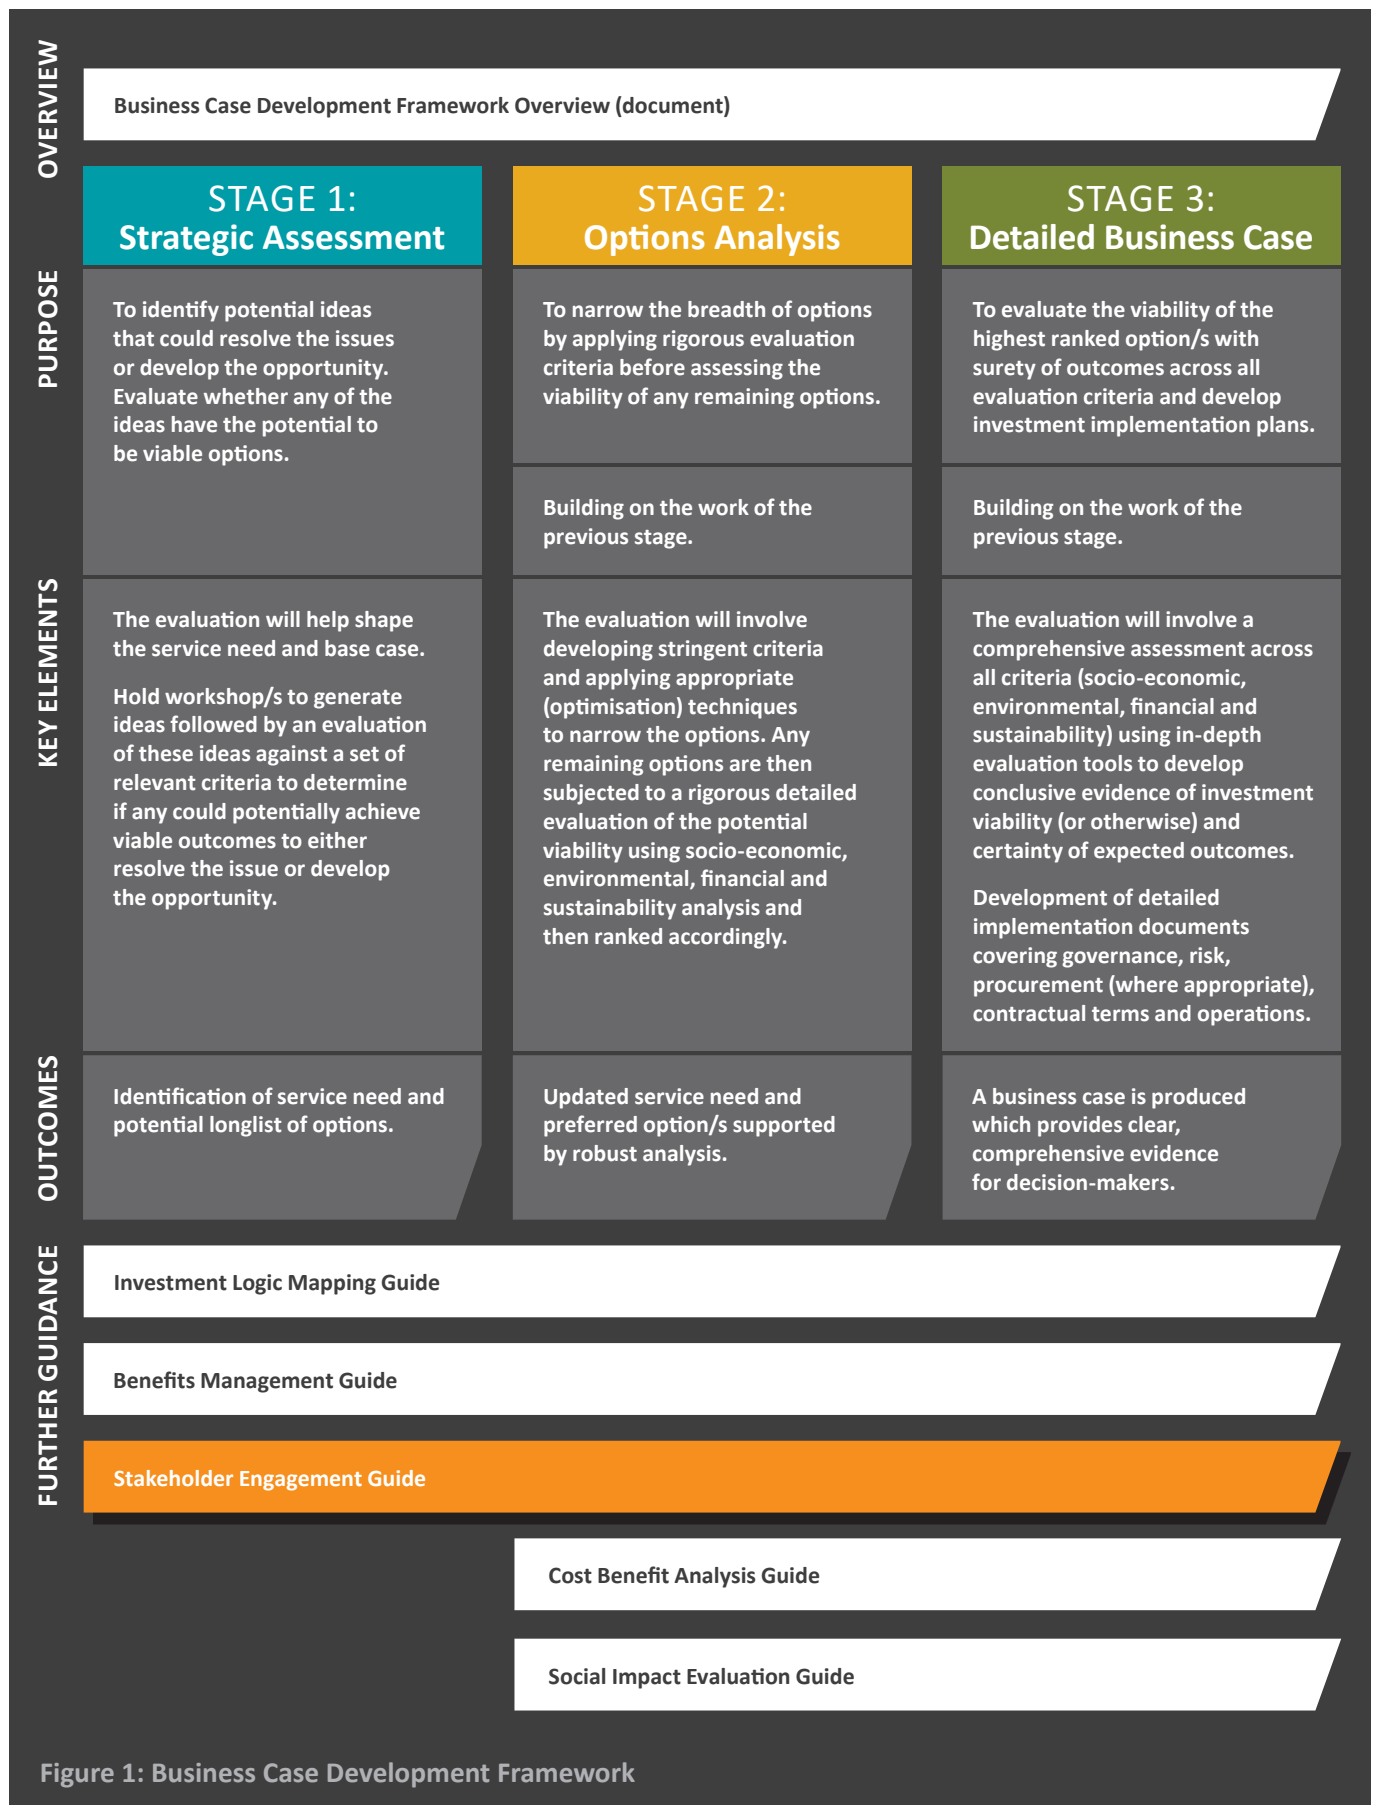 OVERVIEW
Business Case Development Framework Overview (document)
STAGE 1:
Strategic Assessment
STAGE 2:
Options Analysis
STAGE 3:
Detailed Business Case
PURPOSE
To identify potential ideas
that could resolve the issues
or develop the opportunity.
Evaluate whether any of the
ideas have the potential to
be viable options.
To narrow the breadth of options
by applying rigorous evaluation
criteria before assessing the
viability of any remaining options.
Building on the work of the
previous stage.
To evaluate the viability of the
highest ranked option/s with
surety of outcomes across all
evaluation criteria and develop
investment implementation plans.
Building on the work of the
previous stage.
KEY ELEMENTS
The evaluation will help shape
the service need and base case.
Hold workshop/s to generate
ideas followed by an evaluation
of these ideas against a set of
relevant criteria to determine
if any could potentially achieve
viable outcomes to either
resolve the issue or develop
the opportunity.
The evaluation will involve
developing stringent criteria
and applying appropriate
(optimisation) techniques
to narrow the options. Any
remaining options are then
subjected to a rigorous detailed
evaluation of the potential
viability using socio-economic,
environmental, financial and
sustainability analysis and
then ranked accordingly.
The evaluation will involve a
comprehensive assessment across
all criteria (socio-economic,
environmental, financial and
sustainability) using in-depth
evaluation tools to develop
conclusive evidence of investment
viability (or otherwise) and
certainty of expected outcomes.
Development of detailed
implementation documents
covering governance, risk,
procurement (where appropriate),
contractual terms and operations.
OUTCOMES
Identification of service need and
potential longlist of options.
Updated service need and
preferred option/s supported
by robust analysis.
A business case is produced
which provides clear,
comprehensive evidence
for decision-makers.
FURTHER GUIDANCE
Investment Logic Mapping Guide
Benefits Management Guide
Stakeholder Engagement Guide
Cost Benefit Analysis Guide
Social Impact Evaluation Guide
Figure 1: Business Case Development Framework